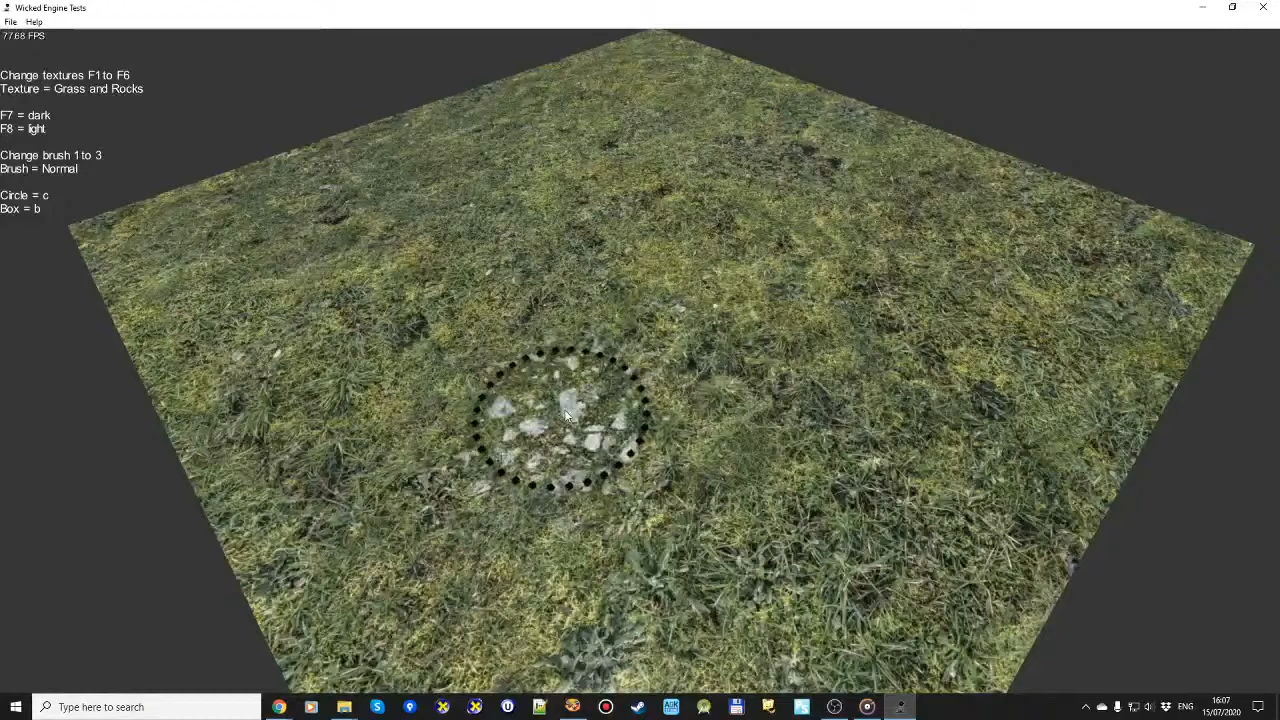 Wicked Engine Tests
File Help
77.68 FPS
Change textures F1 to F6
Texture = Grass and Rocks
F7 = dark
F8 = light
Change brush 1 to 3
Brush = Normal
Circle = c
Box = b
Type here to search
AGK
ENG
16:07
15/07/2020